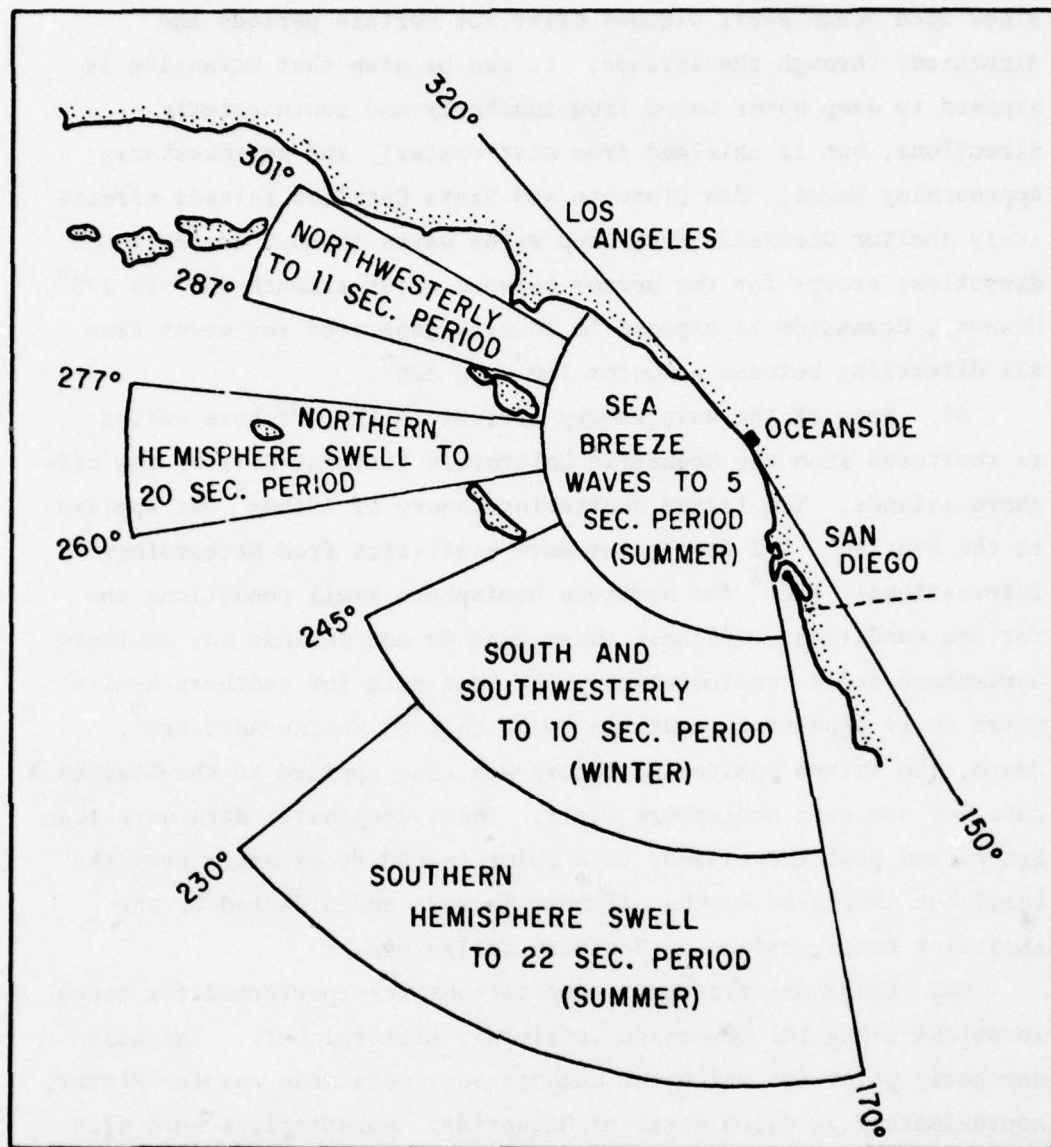 320°
301°
LOS
ANGELES
NORTHWESTERLY
TO 11
SEC. PERIOD
287°
277°
NORTHERN
HEMISPHERE SWELL TO
20 SEC. PERIOD
260°
SEA
BREEZE
WAVES TO 5
SEC. PERIOD
(SUMMER)
OCEANSIDE
SAN
DIEGO
245°
SOUTH AND
SOUTHWESTERLY
TO 10 SEC. PERIOD
(WINTER)
150°
230°
SOUTHERN
HEMISPHERE SWELL
TO 22 SEC. PERIOD
(SUMMER)
170°